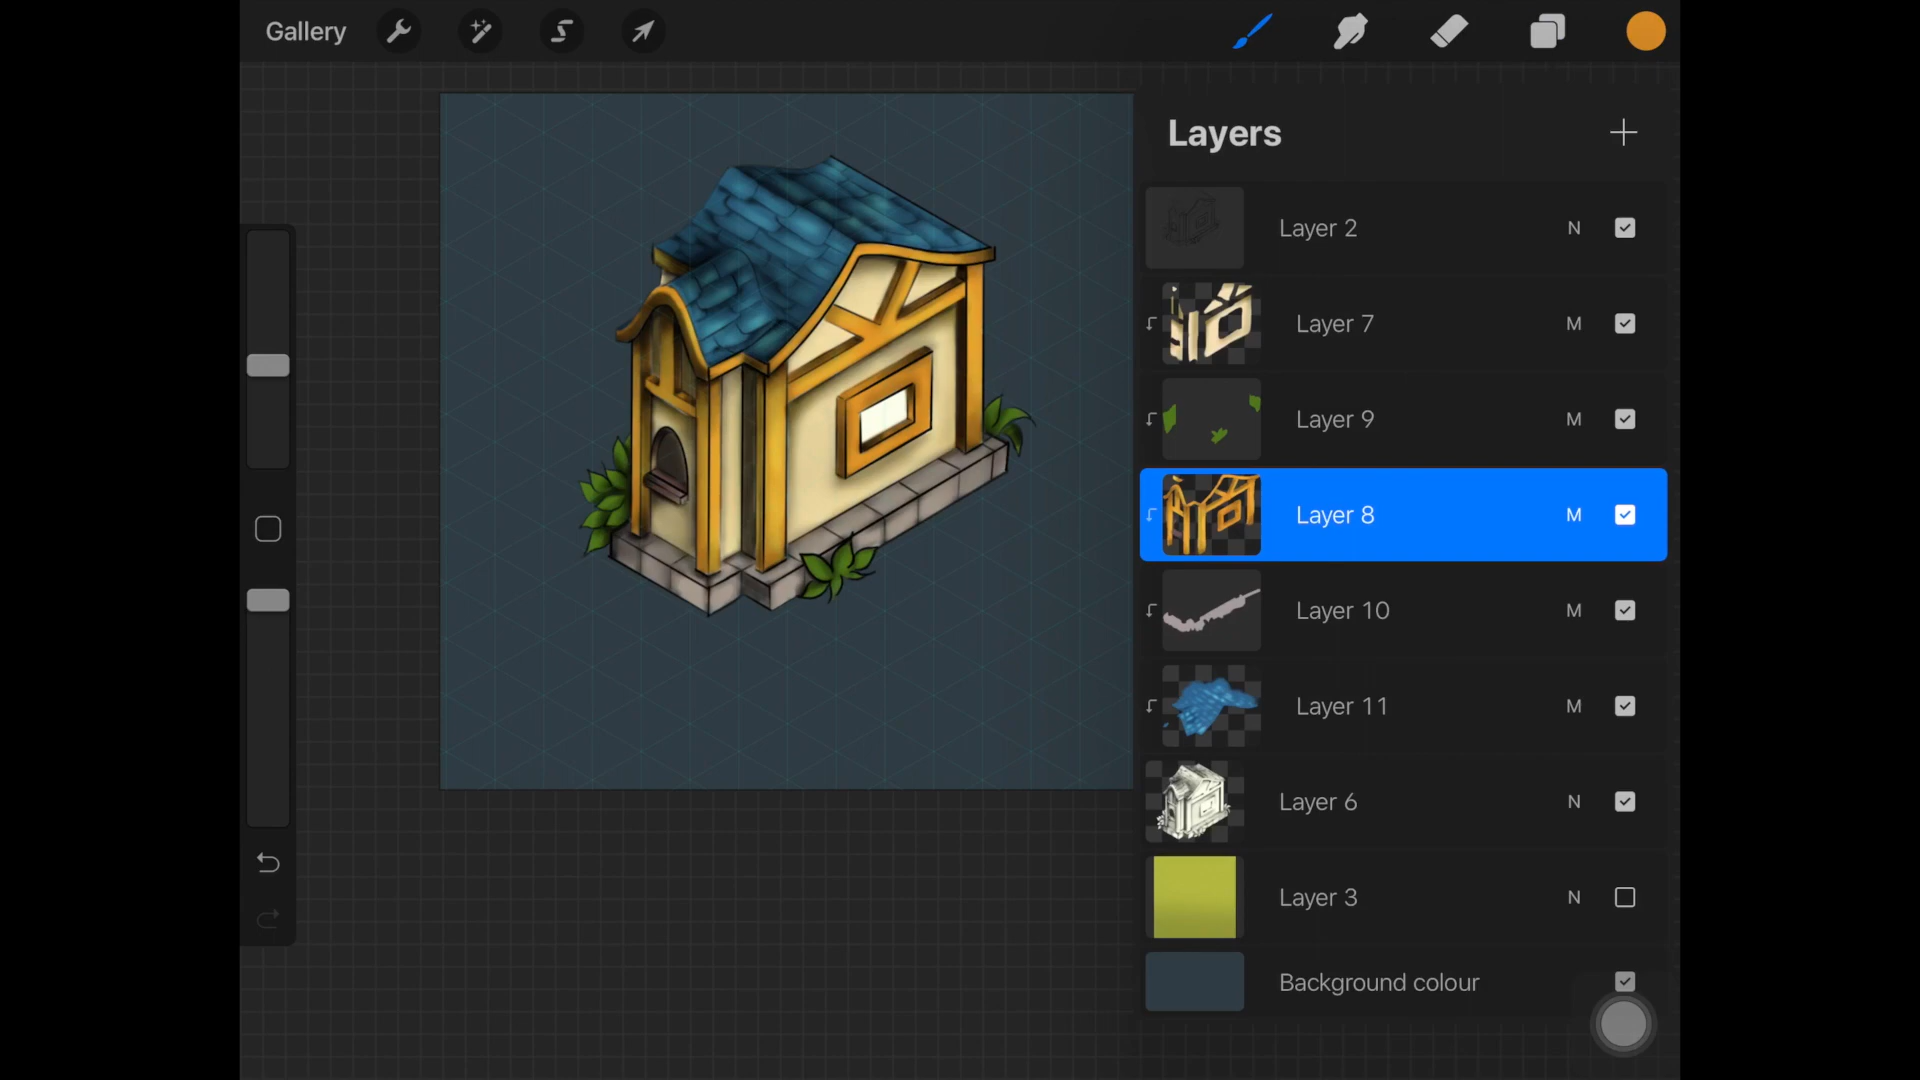 Gallery
Layers
Layer 2 N
Layer 7 M
Layer 9 M
Layer 8 M
Layer 10 M
Layer 11 M
Layer 6 N
Layer 3 N
Background colour